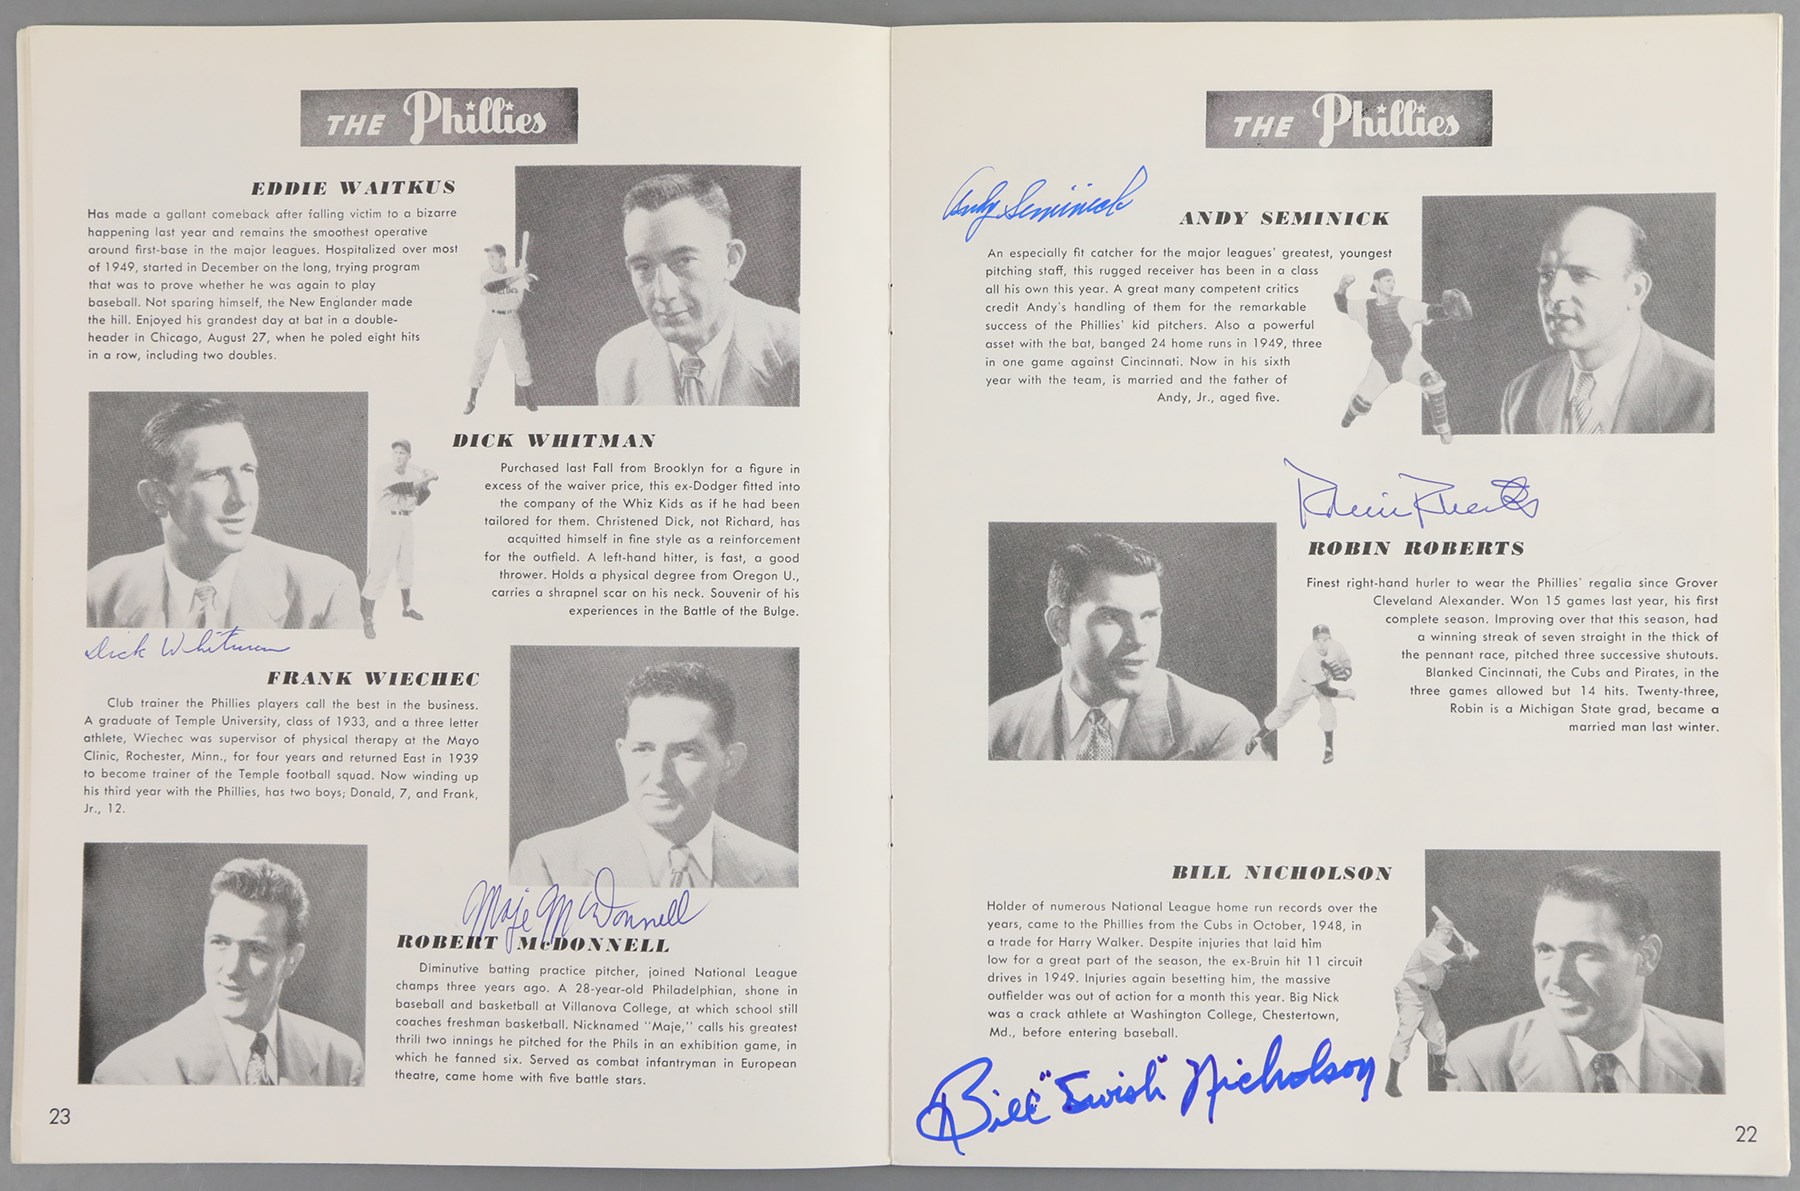 THE Phillies
EDDIE WAITKUS
Has made a gallant comeback after falling victim to a bizarre
happening last year and remains the smoothest operative
around first-base in the major leagues. Hospitalized over most
of 1949, started in December on the long, trying program
that was to prove whether he was again to play
baseball. Not sparing himself, the New Englander made
the hill. Enjoyed his grandest day at bat in a double-
header in Chicago, August 27, when he poled eight hits
in a row, including two doubles.
DICK WHITMAN
Purchased last Fall from Brooklyn for a figure in
excess of the waiver price, this ex-Dodger fitted into
the company of the Whiz Kids as if he had been
tailored for them. Christened Dick, not Richard, has
acquitted himself in fine style as a reinforcement
for the outfield. A left-hand hitter, is fast, a good
thrower. Holds a physical degree from Oregon U.,
carries a shrapnel scar on his neck. Souvenir of his
experiences in the Battle of the Bulge.
Dick Whitman
FRANK WIECHEC
Club trainer the Phillies players call the best in the business.
A graduate of Temple University, class of 1933, and a three letter
athlete, Wiechec was supervisor of physical therapy at the Mayo
Clinic, Rochester, Minn., for four years and returned East in 1939
to become trainer of the Temple football squad. Now winding up
his third year with the Phillies, has two boys; Donald, 7, and Frank,
Jr., 12.
Maje McDonnell
ROBERT McDONNELL
Diminutive batting practice pitcher, joined National League
champs three years ago. A 28-year-old Philadelphian, shone in
baseball and basketball at Villanova College, at which school still
coaches freshman basketball. Nicknamed "Maje," calls his greatest
thrill two innings he pitched for the Phils in an exhibition game, in
which he fanned six. Served as combat infantryman in European
theatre, came home with five battle stars.
23
THE Phillies
Andy Seminick
ANDY SEMINICK
An especially fit catcher for the major leagues' greatest, youngest
pitching staff, this rugged receiver has been in a class
all his own this year. A great many competent critics
credit Andy's handling of them for the remarkable
success of the Phillies' kid pitchers. Also a powerful
asset with the bat, banged 24 home runs in 1949, three
in one game against Cincinnati. Now in his sixth
year with the team, is married and the father of
Andy, Jr., aged five.
Robin Roberts
ROBIN ROBERTS
Finest right-hand hurler to wear the Phillies' regalia since Grover
Cleveland Alexander. Won 15 games last year, his first
complete season. Improving over that this season, had
a winning streak of seven straight in the thick of
the pennant race, pitched three successive shutouts.
Blanked Cincinnati, the Cubs and Pirates, in the
three games allowed but 14 hits. Twenty-three,
Robin is a Michigan State grad, became a
married man last winter.
BILL NICHOLSON
Holder of numerous National League home run records over the
years, came to the Phillies from the Cubs in October, 1948, in
a trade for Harry Walker. Despite injuries that laid him
low for a great part of the season, the ex-Bruin hit 11 circuit
drives in 1949. Injuries again besetting him, the massive
outfielder was out of action for a month this year. Big Nick
was a crack athlete at Washington College, Chestertown,
Md., before entering baseball.
Bill "Swish" Nicholson
22